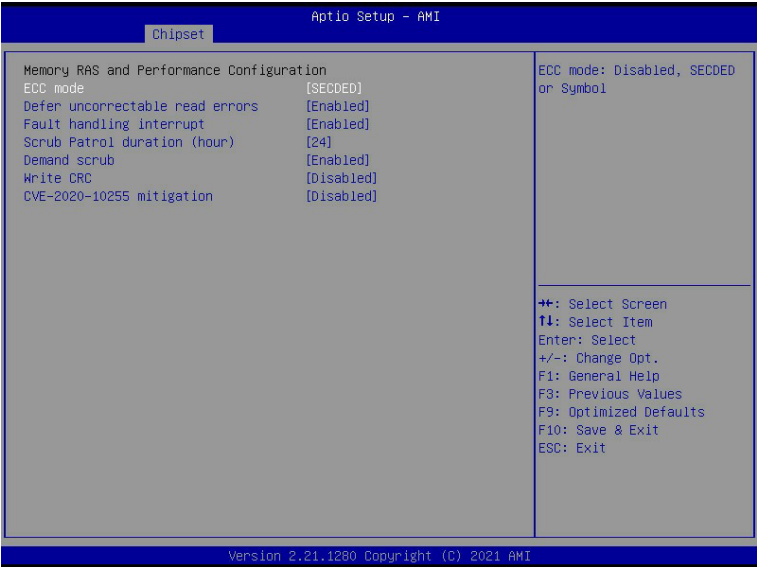 Aptio Setup – AMI
Chipset
Memory RAS and Performance Configuration
ECC mode [SECDED]
Defer uncorrectable read errors [Enabled]
Fault handling interrupt [Enabled]
Scrub Patrol duration (hour) [24]
Demand scrub [Enabled]
Write CRC [Disabled]
CVE-2020-10255 mitigation [Disabled]
ECC mode: Disabled, SECDED
or Symbol
→←: Select Screen
↑↓: Select Item
Enter: Select
+/-: Change Opt.
F1: General Help
F3: Previous Values
F9: Optimized Defaults
F10: Save & Exit
ESC: Exit
Version 2.21.1280 Copyright (C) 2021 AMI